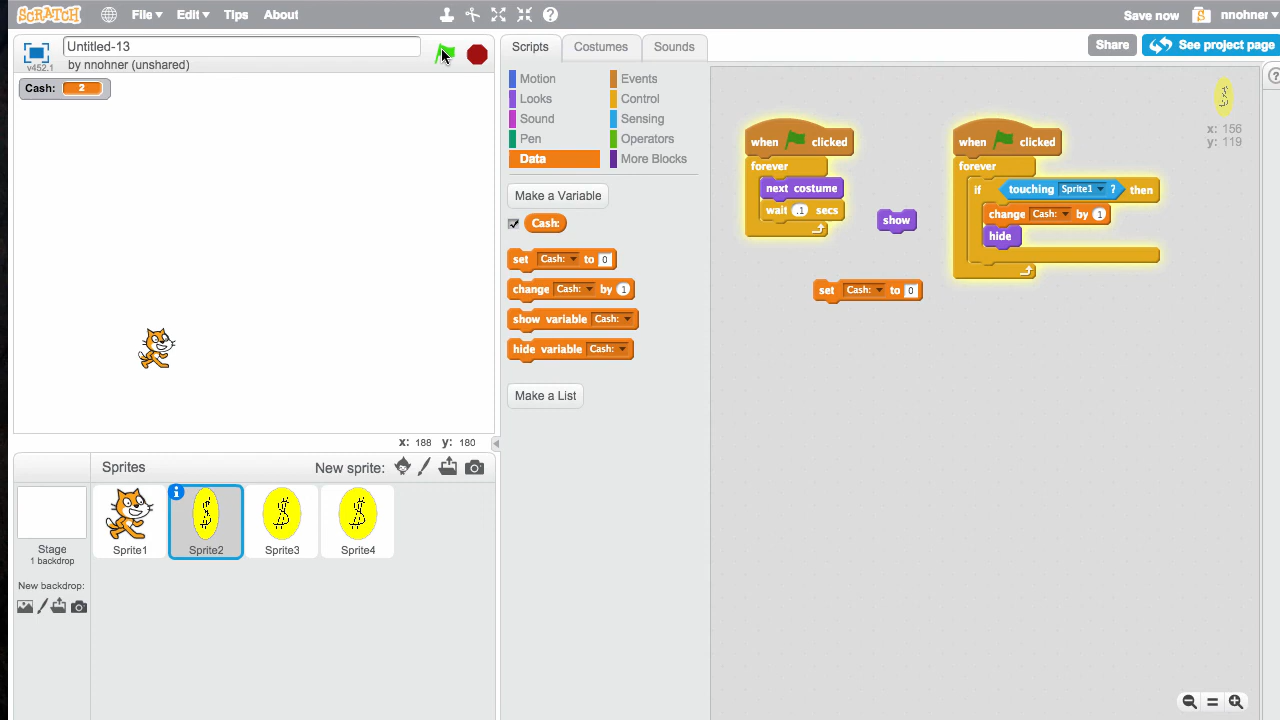 SCRATCH File Edit Tips About Save now nnohner
Untitled-13
by nnohner (unshared)
v452.1
Scripts Costumes Sounds
Share See project page
Cash: 2
Motion Events
Looks Control
Sound Sensing
Pen Operators
Data More Blocks
Make a Variable
Cash:
set Cash: to 0
change Cash: by 1
show variable Cash:
hide variable Cash:
Make a List
when clicked
forever
next costume
wait .1 secs
show
set Cash: to 0
when clicked
forever
if touching Sprite1 ? then
change Cash: by 1
hide
x: 156
y: 119
x: 188 y: 180
Sprites New sprite:
Stage
1 backdrop
New backdrop:
Sprite1
Sprite2
Sprite3
Sprite4